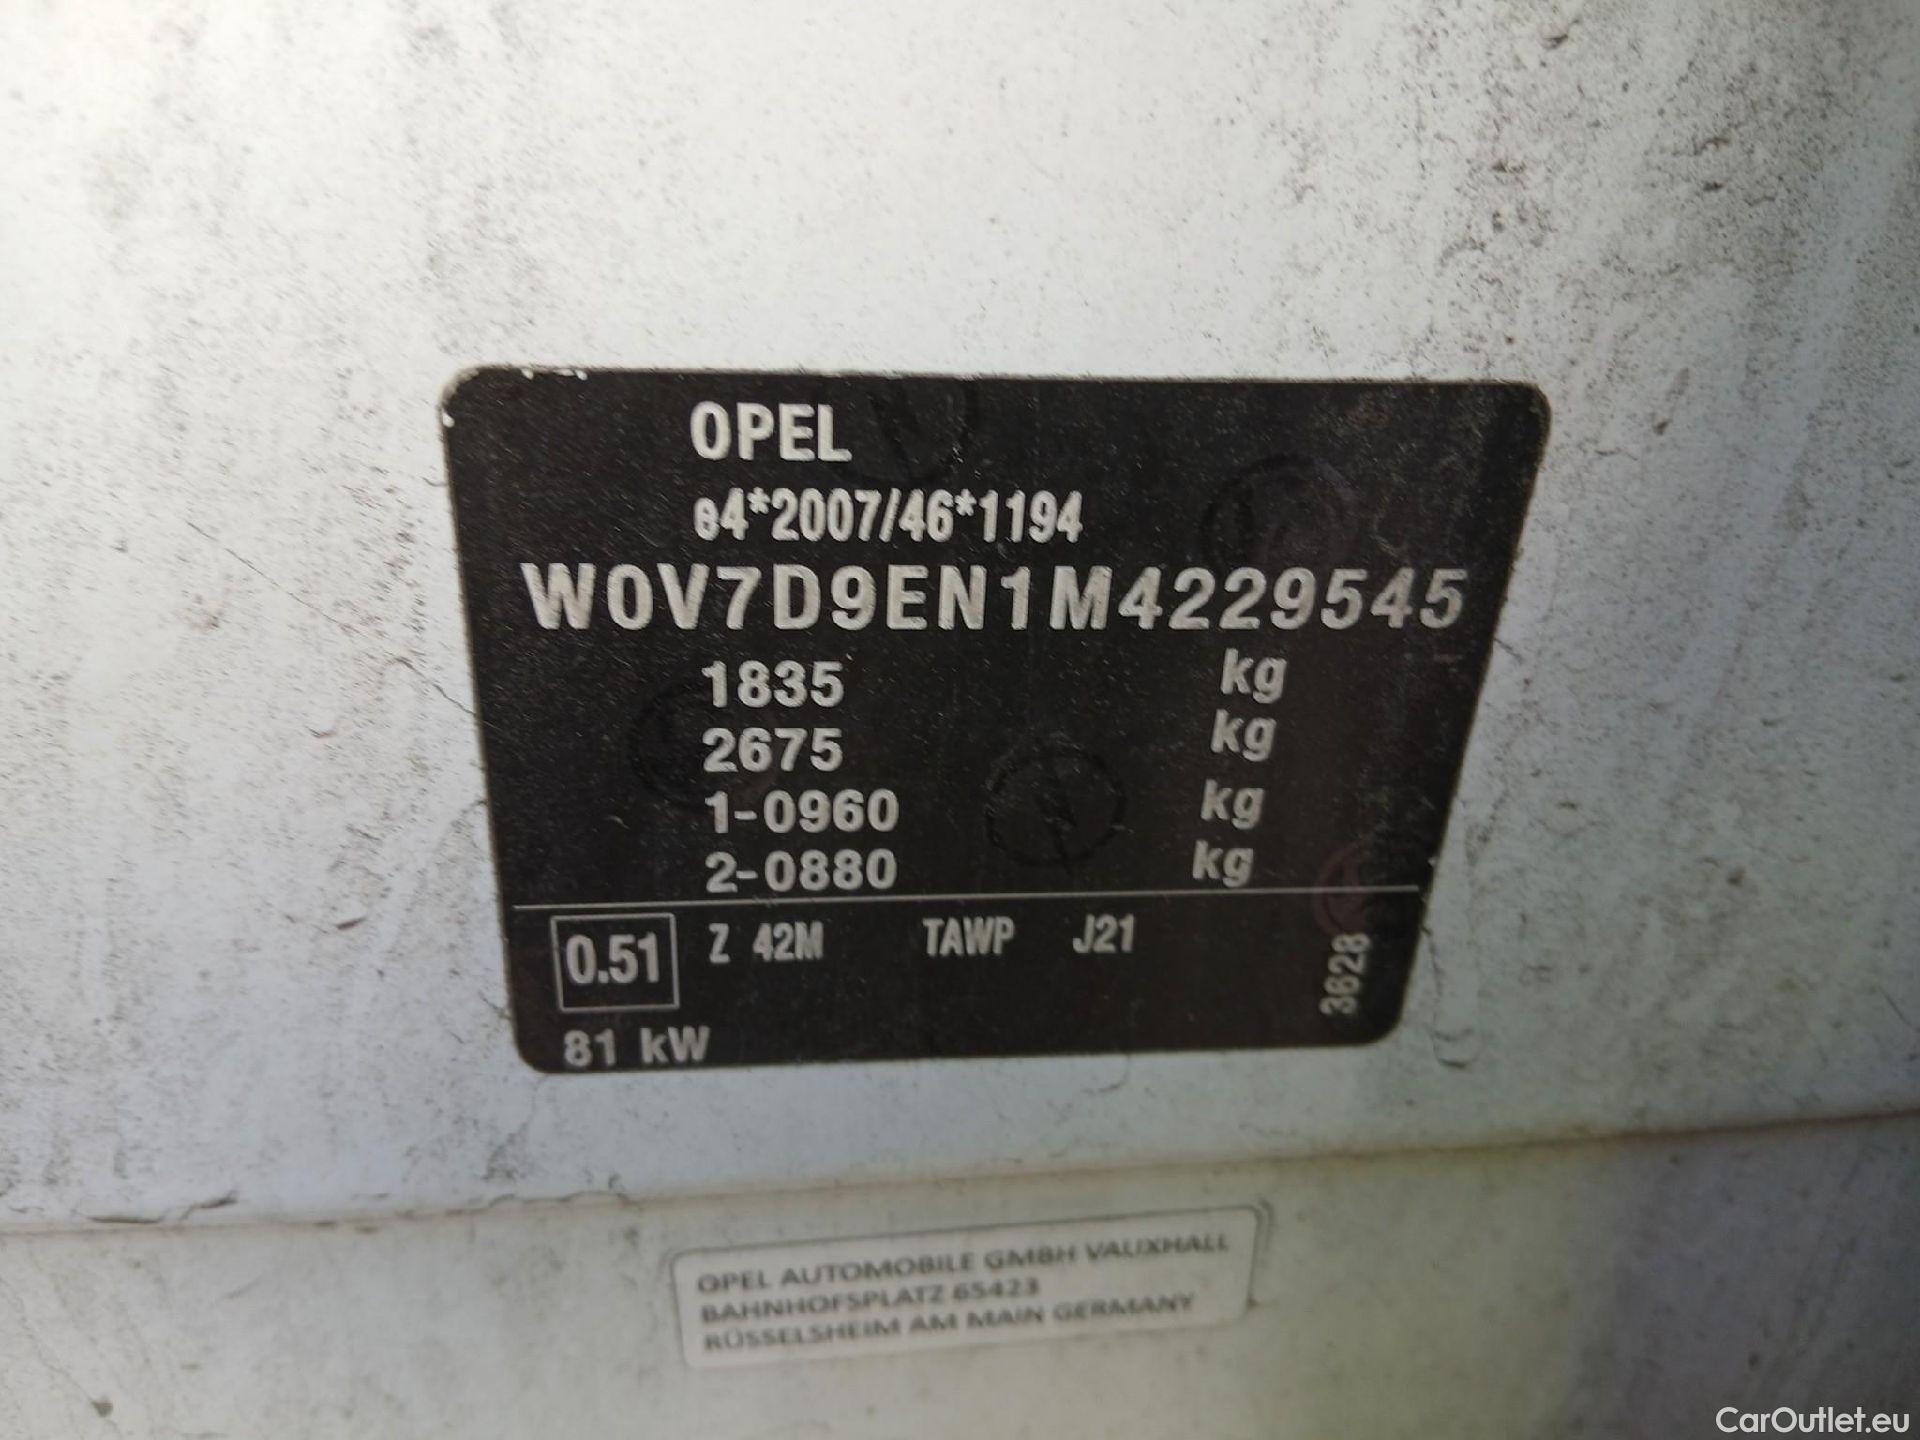 OPEL
e4*2007/46*1194
W0V7D9EN1M4229545
1835 kg
2675 kg
1-0960 kg
2-0880 kg
0.51 Z 42M TAWP J21
3628
81 kW
OPEL AUTOMOBILE GMBH VAUXHALL
BAHNHOFSPLATZ 65423
RÜSSELSHEIM AM MAIN GERMANY
CarOutlet.eu